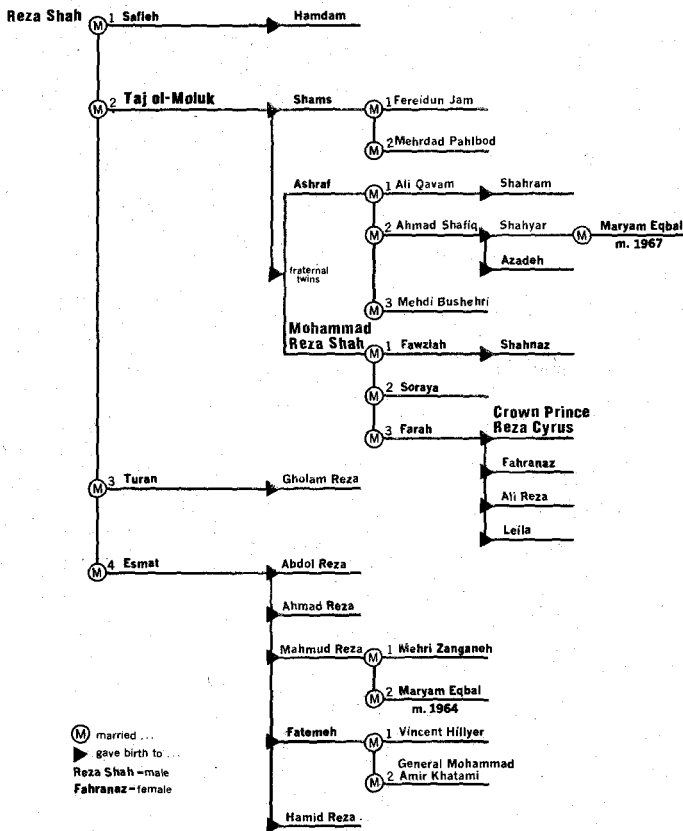 Reza Shah
M 1 Safieh
Hamdam
M 2 Taj ol-Moluk
Shams
M 1 Fereidun Jam
M 2 Mehrdad Pahlbod
fraternal
twins
Ashraf
M 1 Ali Qavam
Shahram
M 2 Ahmad Shafiq
Shahyar
M Maryam Eqbal
m. 1967
Azadeh
M 3 Mehdi Bushehri
Mohammad
Reza Shah
M 1 Fawziah
Shahnaz
M 2 Soraya
M 3 Farah
Crown Prince
Reza Cyrus
Fahranaz
Ali Reza
Leila
M 3 Turan
Gholam Reza
M 4 Esmat
Abdol Reza
Ahmad Reza
Mahmud Reza
M 1 Mehri Zanganeh
M 2 Maryam Eqbal
m. 1964
Fatemeh
M 1 Vincent Hillyer
General Mohammad
M 2 Amir Khatami
Hamid Reza
M married ...
gave birth to ...
Reza Shah - male
Fahranaz - female